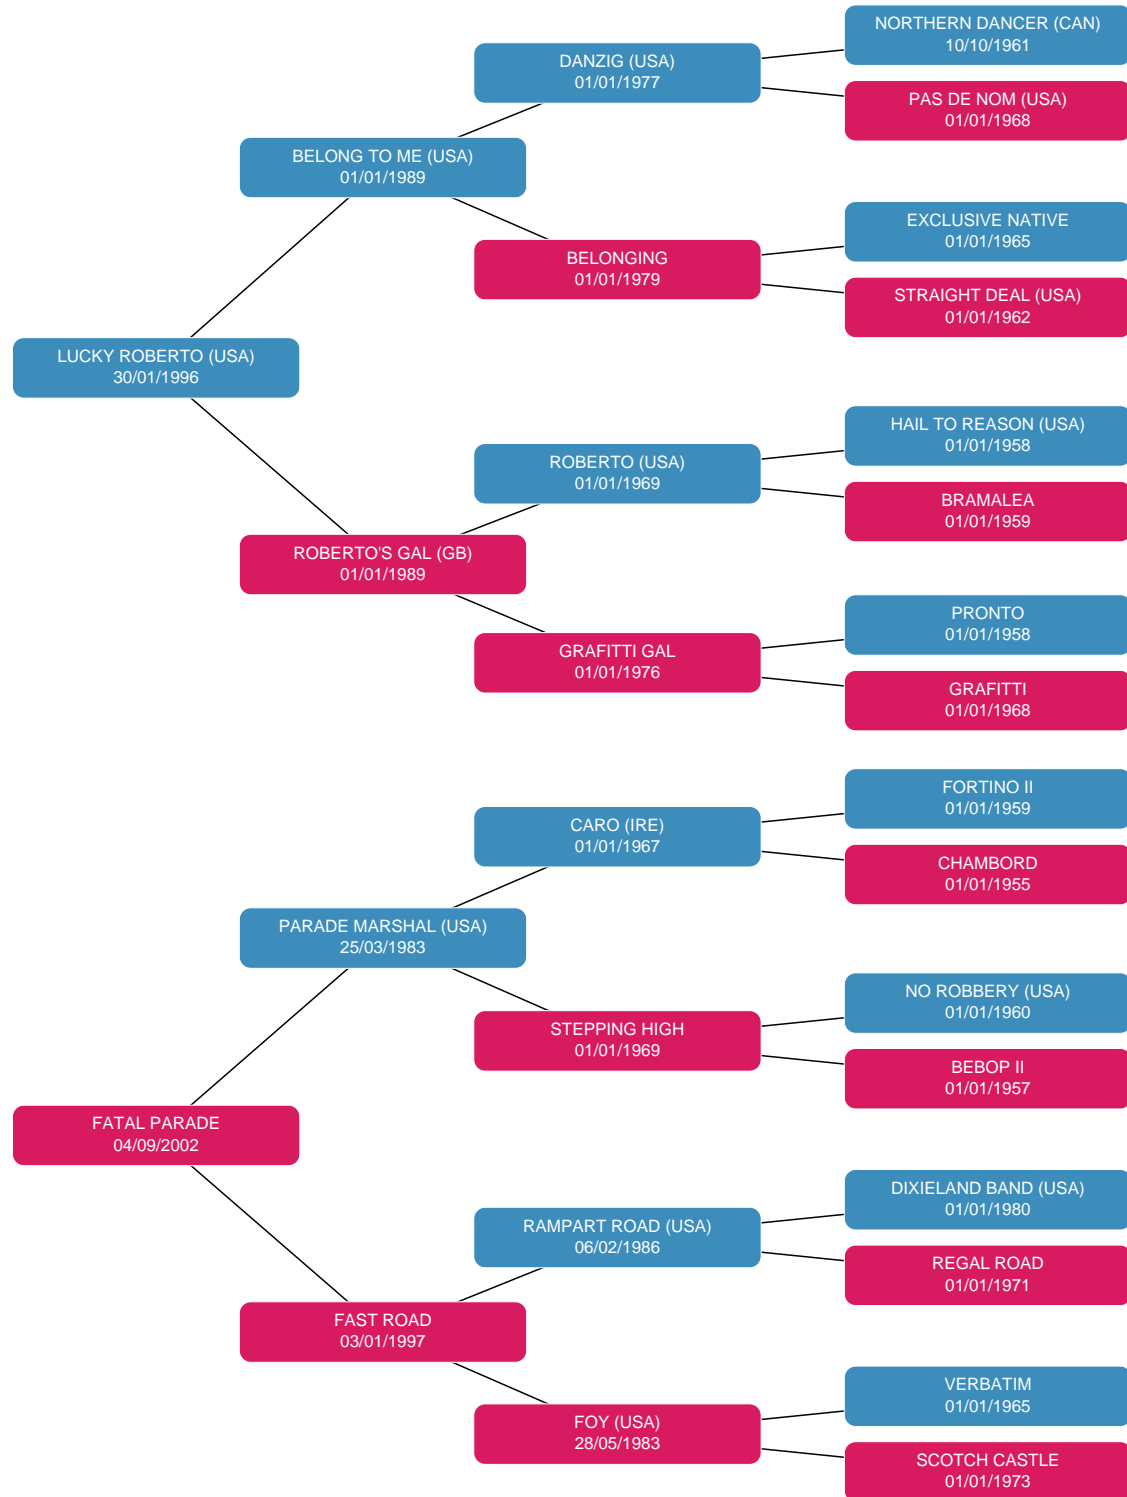 NORTHERN DANCER (CAN)
10/10/1961
DANZIG (USA)
01/01/1977
PAS DE NOM (USA)
01/01/1968
BELONG TO ME (USA)
01/01/1989
EXCLUSIVE NATIVE
01/01/1965
BELONGING
01/01/1979
STRAIGHT DEAL (USA)
01/01/1962
LUCKY ROBERTO (USA)
30/01/1996
HAIL TO REASON (USA)
01/01/1958
ROBERTO (USA)
01/01/1969
BRAMALEA
01/01/1959
ROBERTO'S GAL (GB)
01/01/1989
PRONTO
01/01/1958
GRAFITTI GAL
01/01/1976
GRAFITTI
01/01/1968
FORTINO II
01/01/1959
CARO (IRE)
01/01/1967
CHAMBORD
01/01/1955
PARADE MARSHAL (USA)
25/03/1983
NO ROBBERY (USA)
01/01/1960
STEPPING HIGH
01/01/1969
BEBOP II
01/01/1957
FATAL PARADE
04/09/2002
DIXIELAND BAND (USA)
01/01/1980
RAMPART ROAD (USA)
06/02/1986
REGAL ROAD
01/01/1971
FAST ROAD
03/01/1997
VERBATIM
01/01/1965
FOY (USA)
28/05/1983
SCOTCH CASTLE
01/01/1973